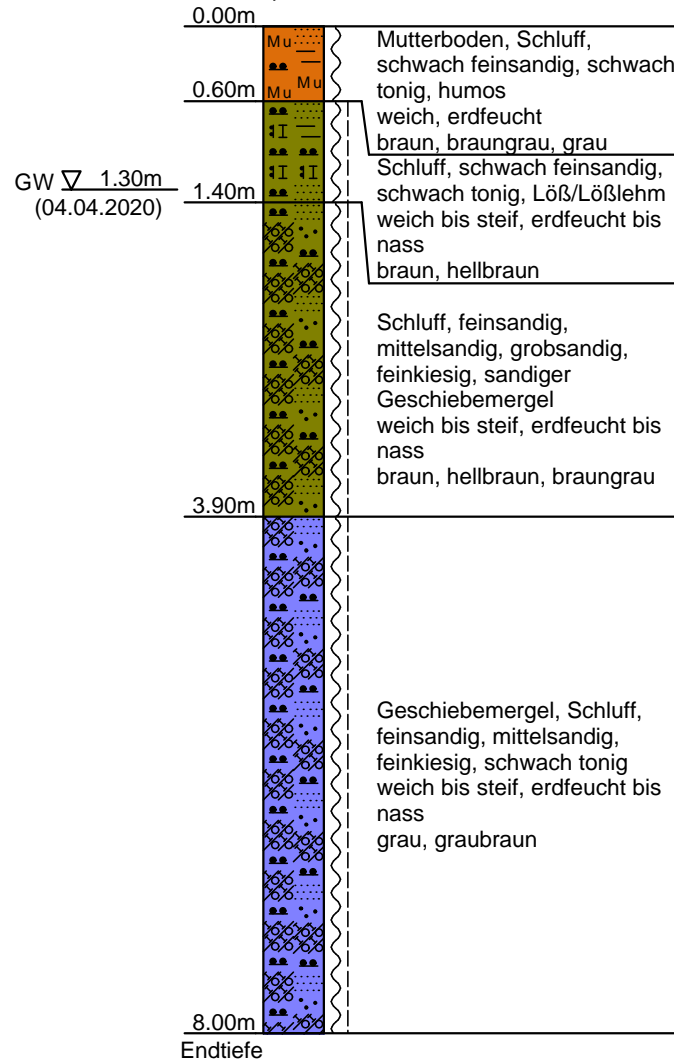 0.00m
Mu
Mutterboden, Schluff,
schwach feinsandig, schwach
tonig, humos
weich, erdfeucht
braun, braungrau, grau
Mu
Mu
0.60m
Schluff, schwach feinsandig,
schwach tonig, Löß/Lößlehm
weich bis steif, erdfeucht bis
nass
braun, hellbraun
GW 1.30m
(04.04.2020)
1.40m
Schluff, feinsandig,
mittelsandig, grobsandig,
feinkiesig, sandiger
Geschiebemergel
weich bis steif, erdfeucht bis
nass
braun, hellbraun, braungrau
3.90m
Geschiebemergel, Schluff,
feinsandig, mittelsandig,
feinkiesig, schwach tonig
weich bis steif, erdfeucht bis
nass
grau, graubraun
8.00m
Endtiefe